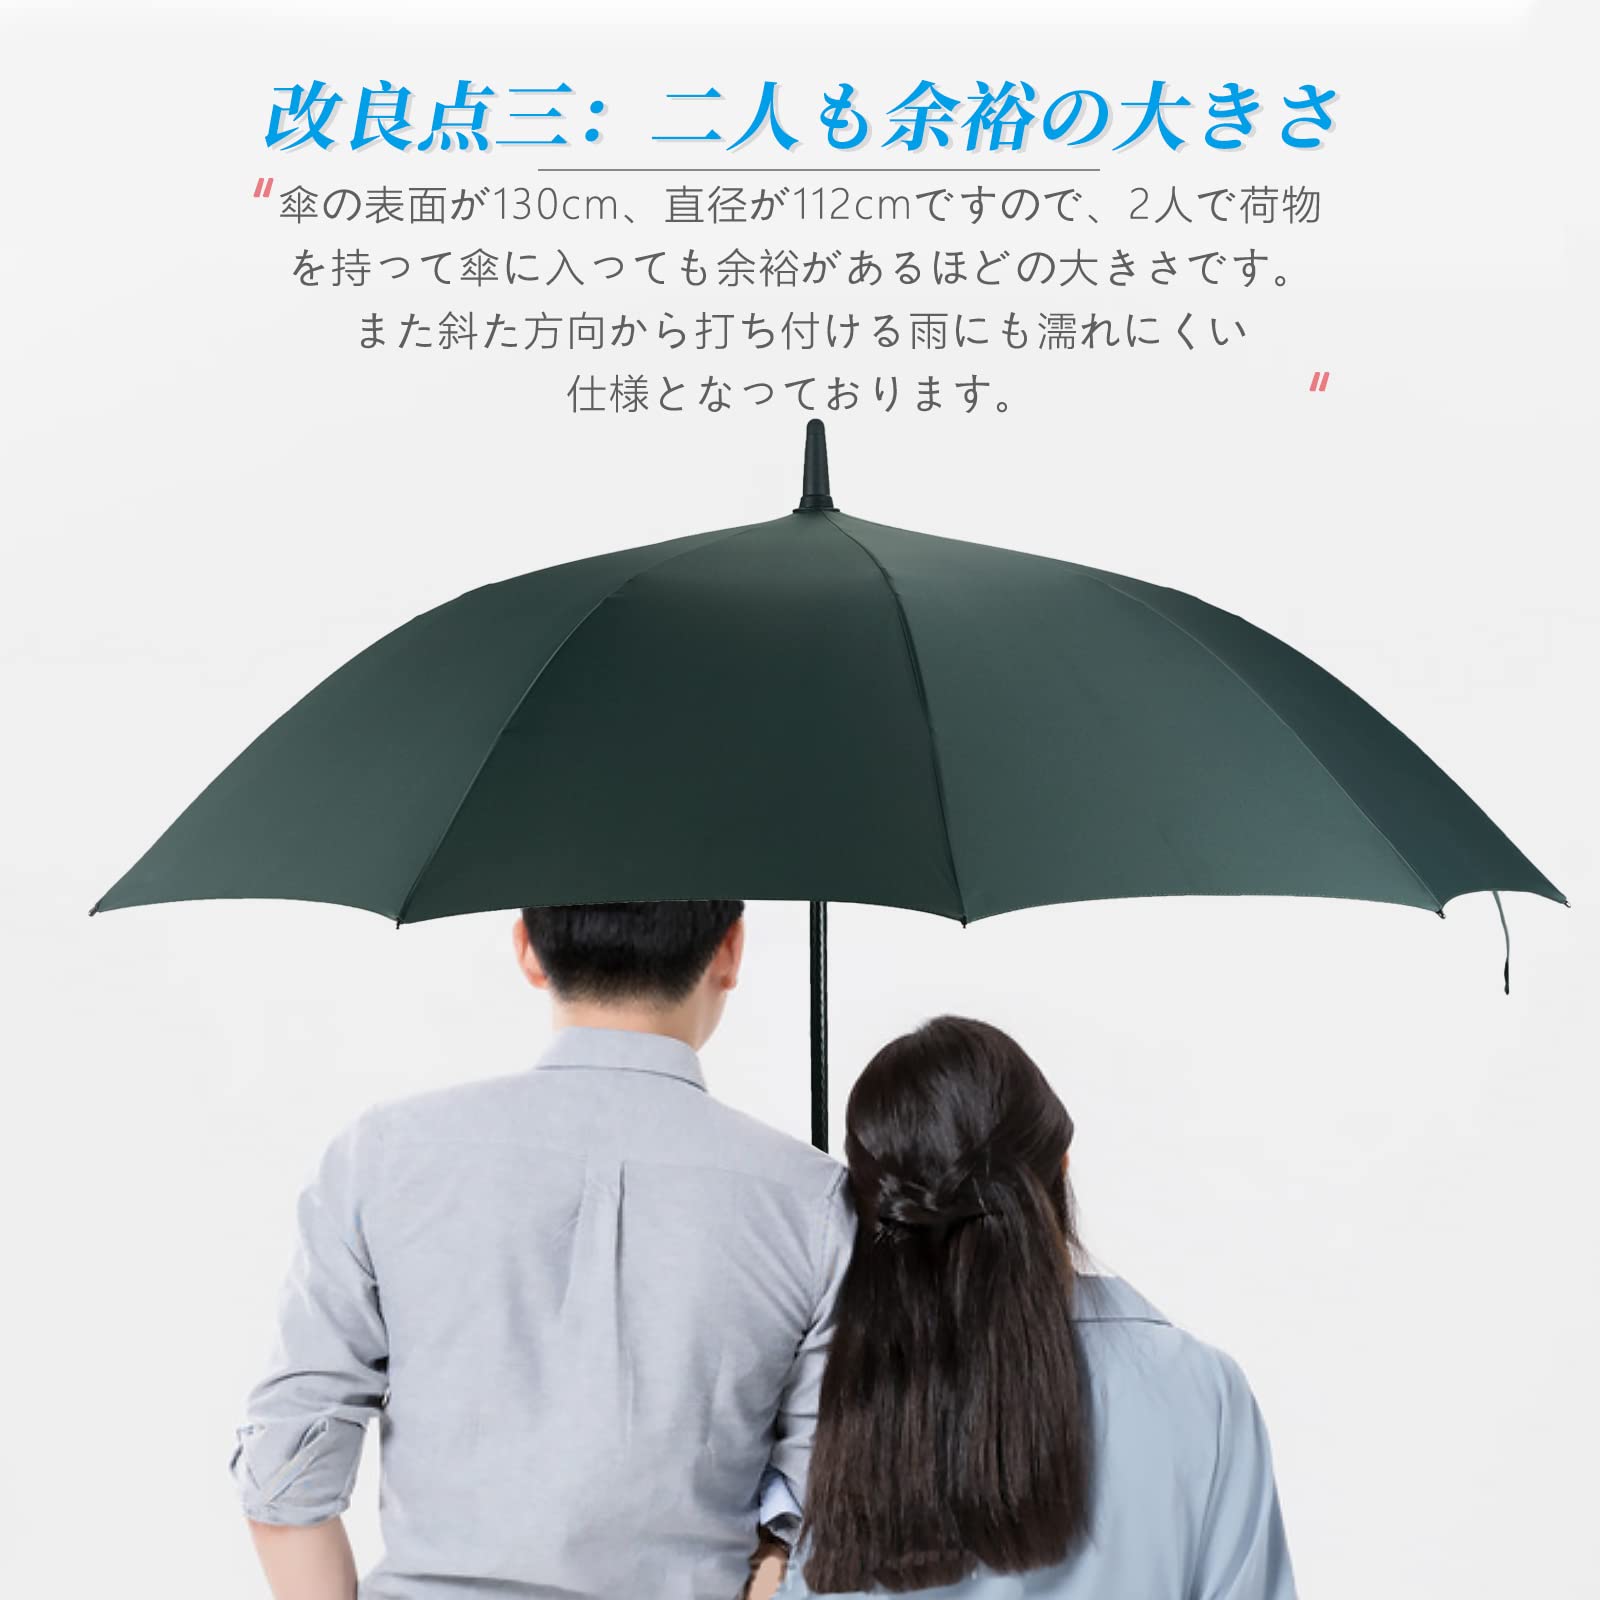 改良点三：二人も余裕の大きさ
"傘の表面が130cm、直径が112cmですので、2人で荷物
を持って傘に入っても余裕があるほどの大きさです。
また斜た方向から打ち付ける雨にも濡れにくい
仕様となっております。"